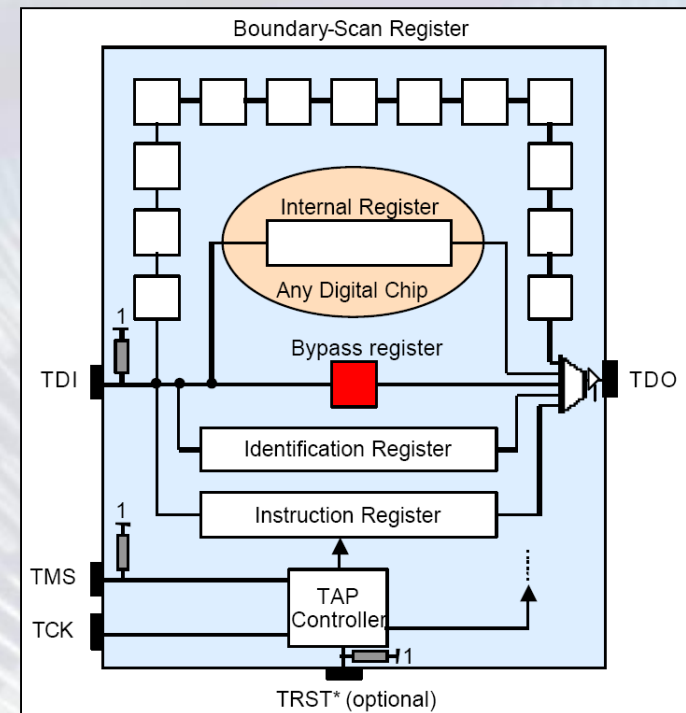 Boundary-Scan Register
Internal Register
Any Digital Chip
1
Bypass register
TDI
TDO
Identification Register
1
Instruction Register
TMS
TAP
Controller
TCK
1
TRST* (optional)